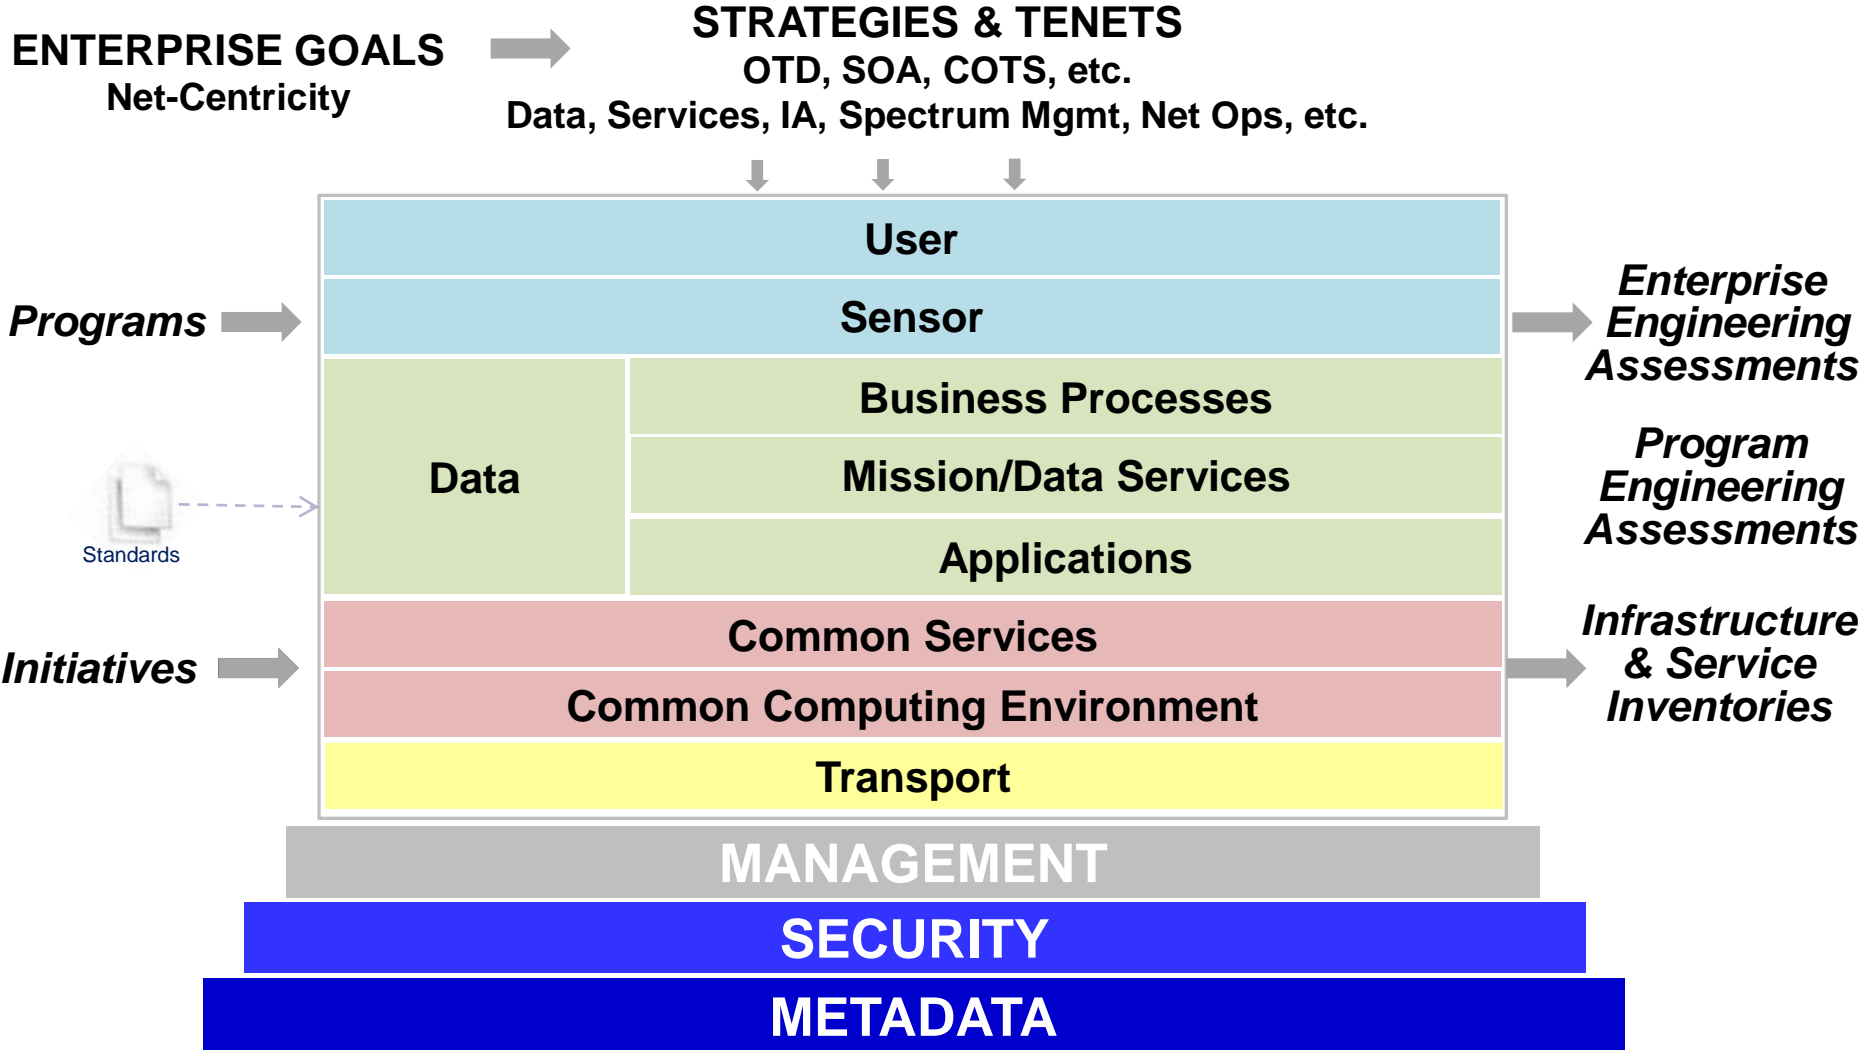 ENTERPRISE GOALS
Net-Centricity
STRATEGIES & TENETS
OTD, SOA, COTS, etc.
Data, Services, IA, Spectrum Mgmt, Net Ops, etc.
User
Sensor
Programs
Data
Business Processes
Mission/Data Services
Applications
Standards
Common Services
Common Computing Environment
Initiatives
Transport
Enterprise
Engineering
Assessments
Program
Engineering
Assessments
Infrastructure
& Service
Inventories
MANAGEMENT
SECURITY
METADATA